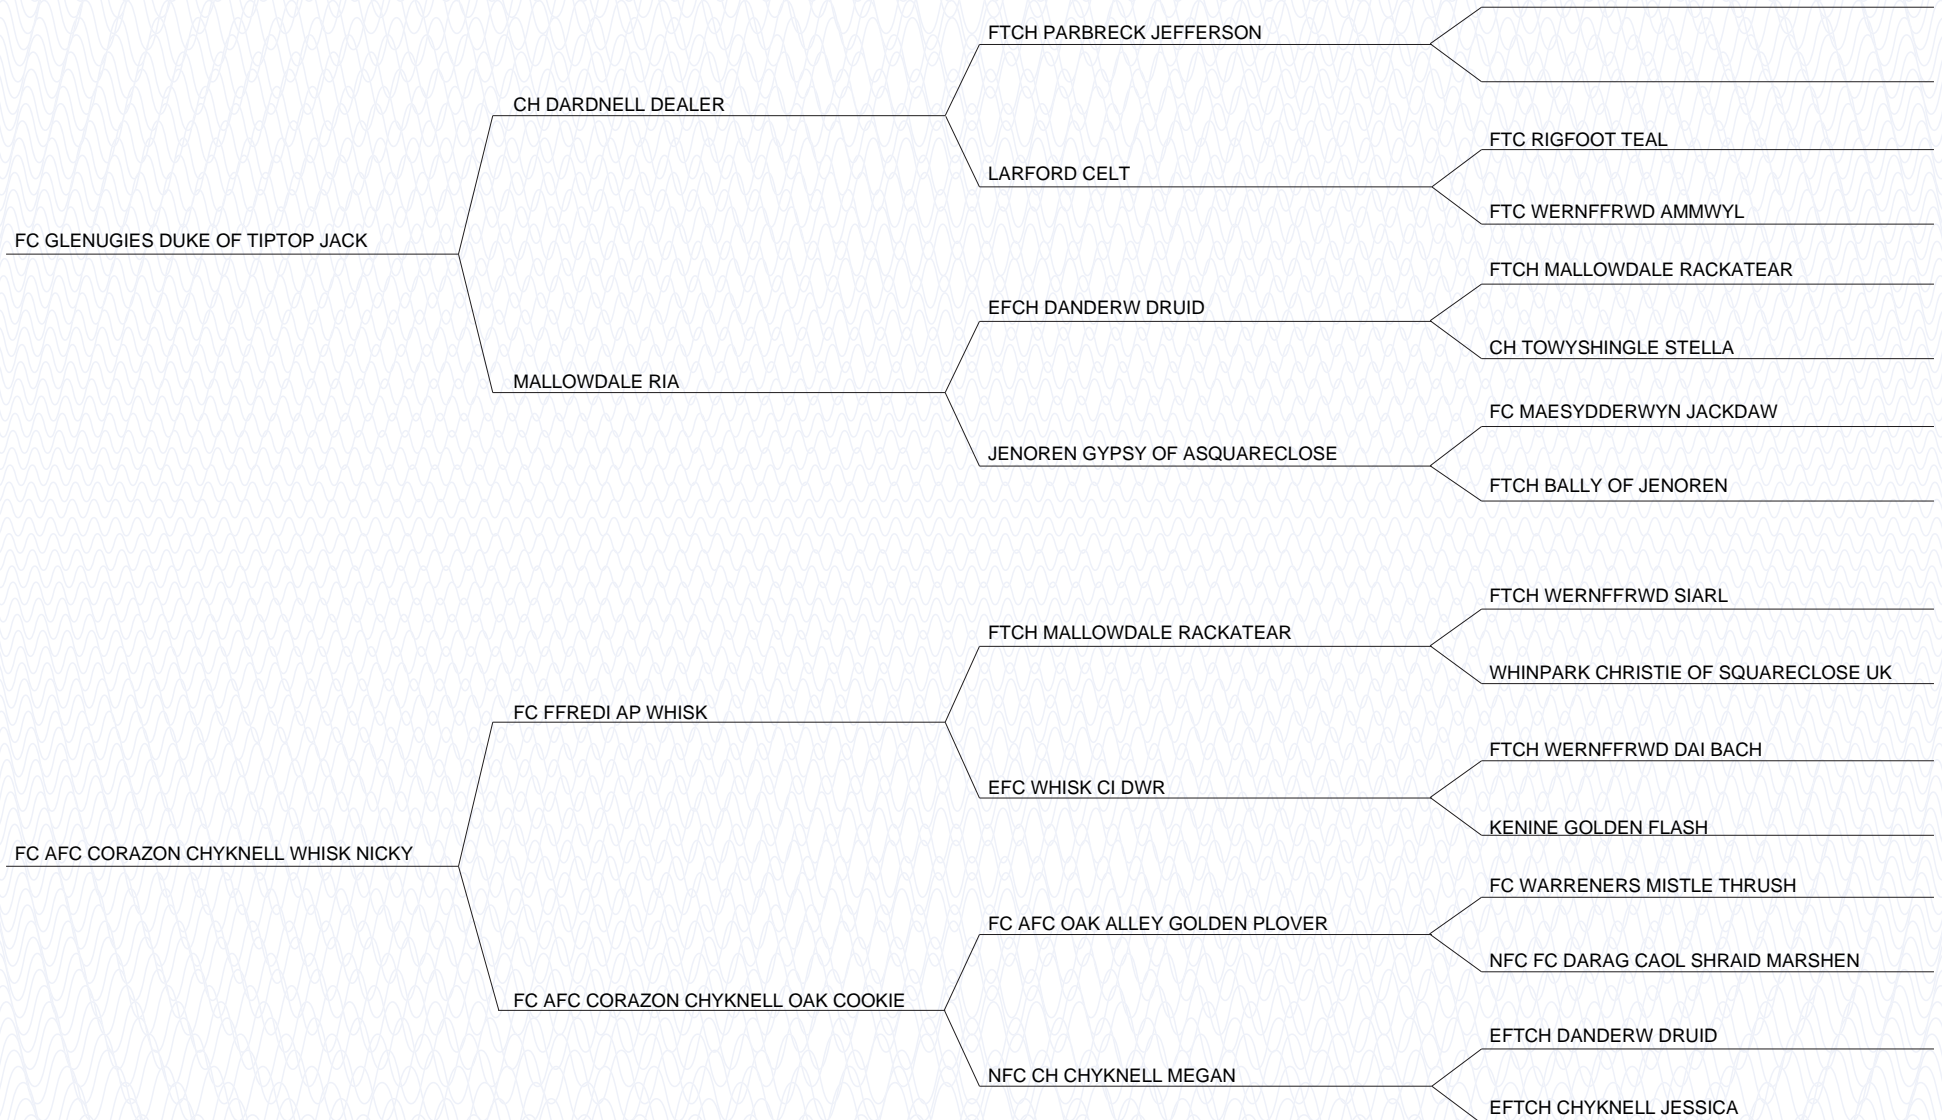 FTCH PARBRECK JEFFERSON
CH DARDNELL DEALER
FTC RIGFOOT TEAL
LARFORD CELT
FTC WERNFFRWD AMMWYL
FC GLENUGIES DUKE OF TIPTOP JACK
FTCH MALLOWDALE RACKATEAR
EFCH DANDERW DRUID
CH TOWYSHINGLE STELLA
MALLOWDALE RIA
FC MAESYDDERWYN JACKDAW
JENOREN GYPSY OF ASQUARECLOSE
FTCH BALLY OF JENOREN
FTCH WERNFFRWD SIARL
FTCH MALLOWDALE RACKATEAR
WHINPARK CHRISTIE OF SQUARECLOSE UK
FC FFREDI AP WHISK
FTCH WERNFFRWD DAI BACH
EFC WHISK CI DWR
KENINE GOLDEN FLASH
FC AFC CORAZON CHYKNELL WHISK NICKY
FC WARRENERS MISTLE THRUSH
FC AFC OAK ALLEY GOLDEN PLOVER
NFC FC DARAG CAOL SHRAID MARSHEN
FC AFC CORAZON CHYKNELL OAK COOKIE
EFTCH DANDERW DRUID
NFC CH CHYKNELL MEGAN
EFTCH CHYKNELL JESSICA